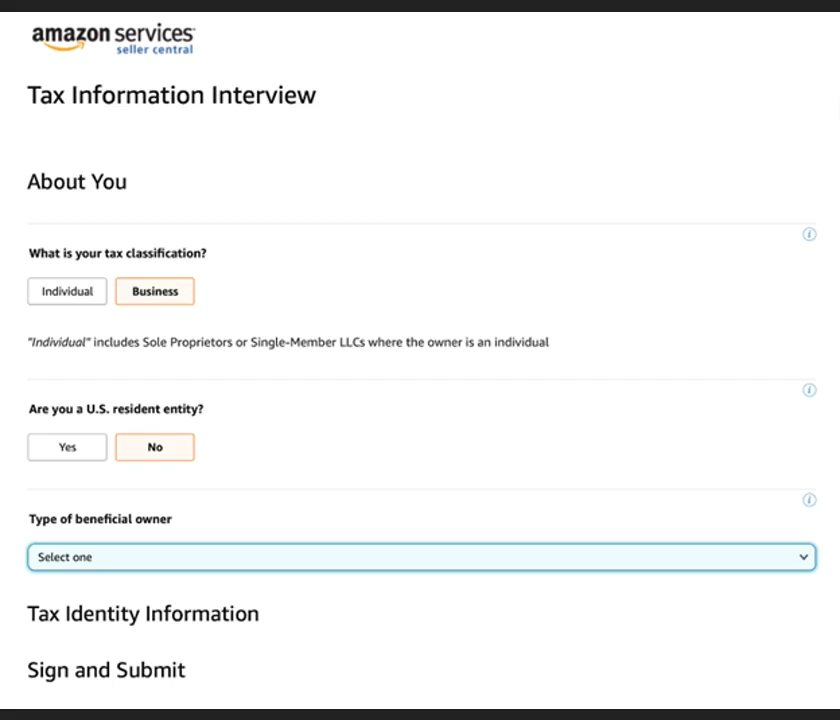 amazon services
seller central
Tax Information Interview
About You
What is your tax classification?
Individual Business
"Individual" includes Sole Proprietors or Single-Member LLCs where the owner is an individual
Are you a U.S. resident entity?
Yes No
Type of beneficial owner
Select one
Tax Identity Information
Sign and Submit